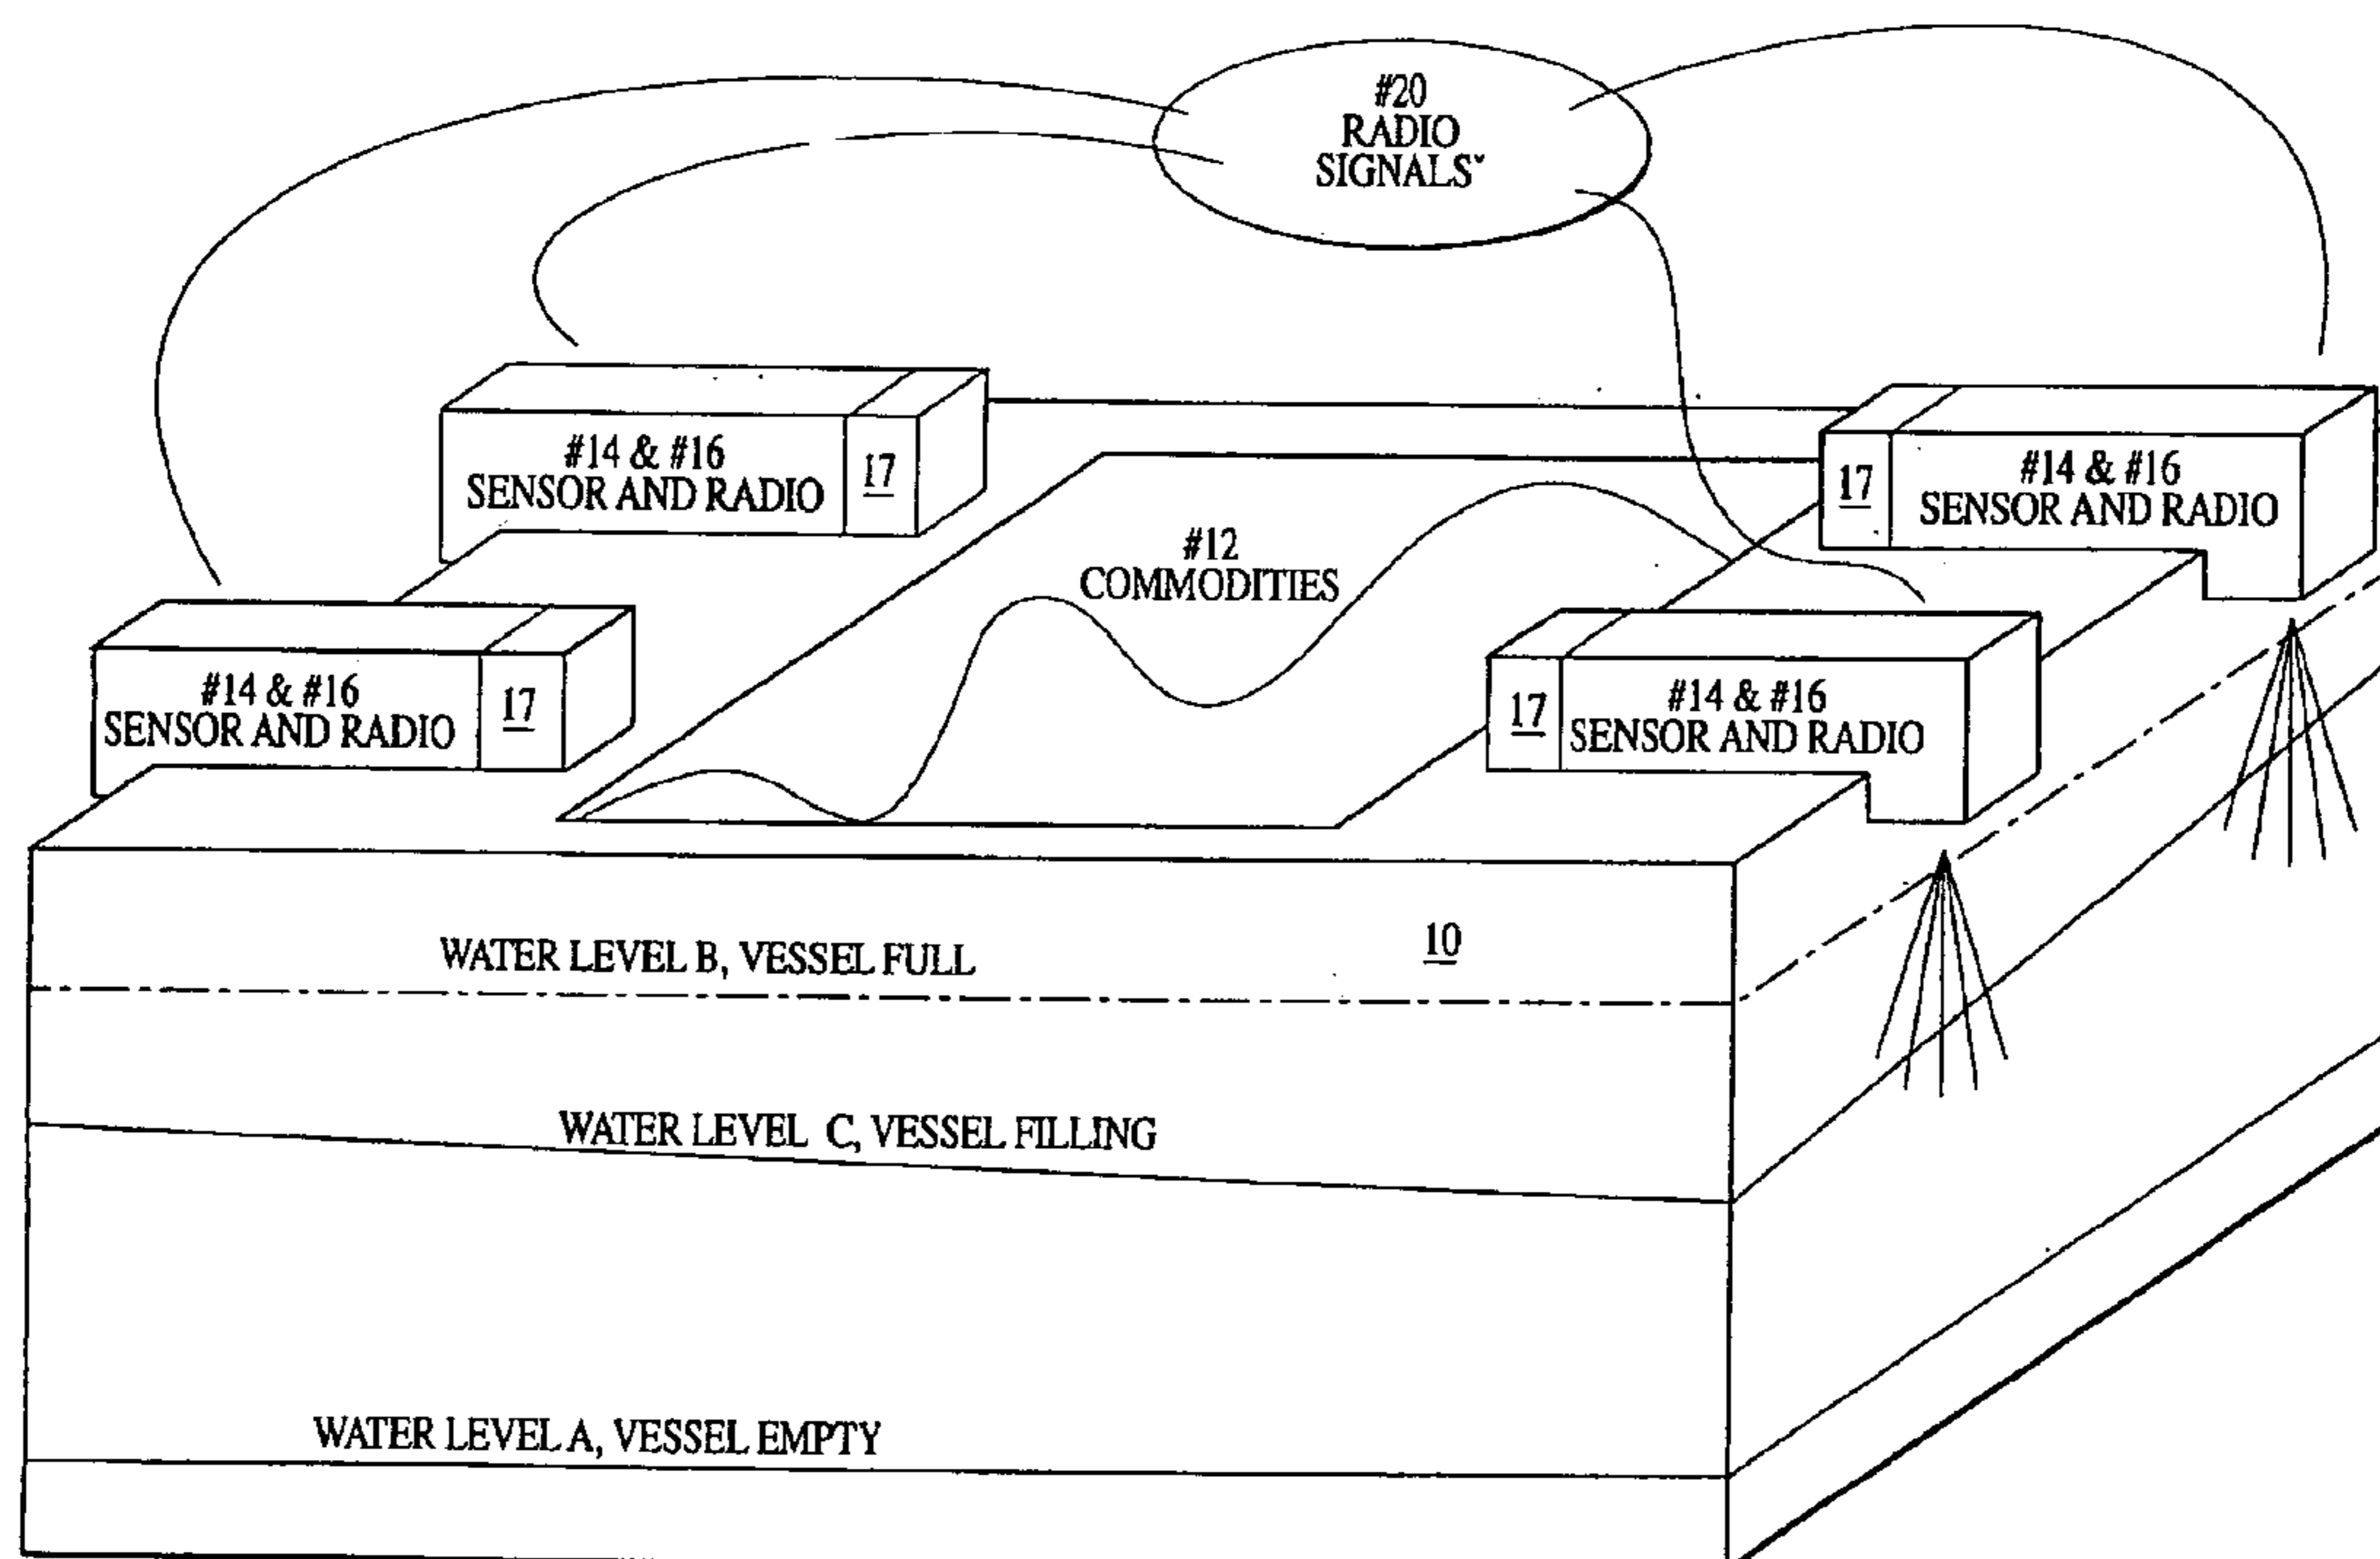 #20
RADIO
SIGNALS
#14 & #16
SENSOR AND RADIO
17
17
#14 & #16
SENSOR AND RADIO
#12
COMMODITIES
#14 & #16
SENSOR AND RADIO
17
17
#14 & #16
SENSOR AND RADIO
WATER LEVEL B, VESSEL FULL
10
WATER LEVEL C, VESSEL FILLING
WATER LEVEL A, VESSEL EMPTY